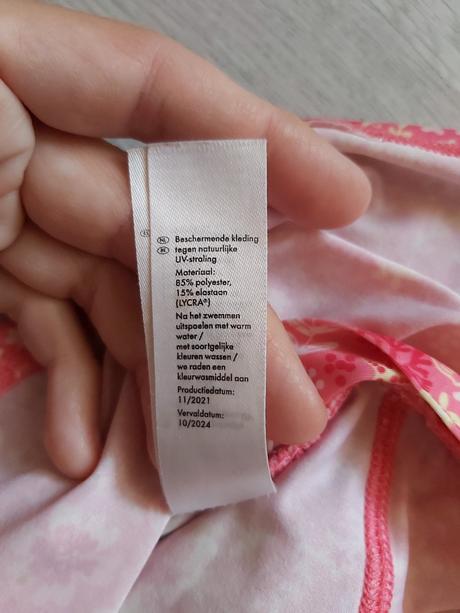 NL Beschermende kleding
BE tegen natuurlijke
UV-straling
Materiaal:
85% polyester,
15% elastaan
(LYCRA®)
Na het zwemmen
uitspoelen met warm
water /
met soortgelijke
kleuren wassen /
we raden een
kleurwasmiddel aan
Productiedatum:
11/2021
Vervaldatum:
10/2024